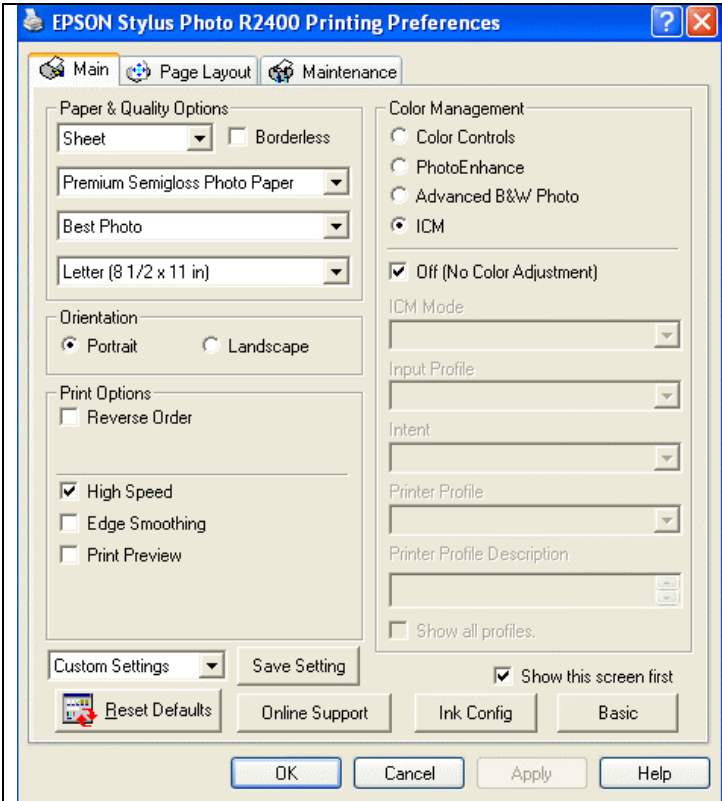 EPSON Stylus Photo R2400 Printing Preferences
Main
Page Layout
Maintenance
Paper & Quality Options
Sheet
Borderless
Premium Semigloss Photo Paper
Best Photo
Letter (8 1/2 x 11 in)
Orientation
Portrait
Landscape
Print Options
Reverse Order
High Speed
Edge Smoothing
Print Preview
Color Management
Color Controls
PhotoEnhance
Advanced B&W Photo
ICM
Off (No Color Adjustment)
ICM Mode
Input Profile
Intent
Printer Profile
Printer Profile Description
Show all profiles.
Custom Settings
Save Setting
Show this screen first
Reset Defaults
Online Support
Ink Config
Basic
OK
Cancel
Apply
Help